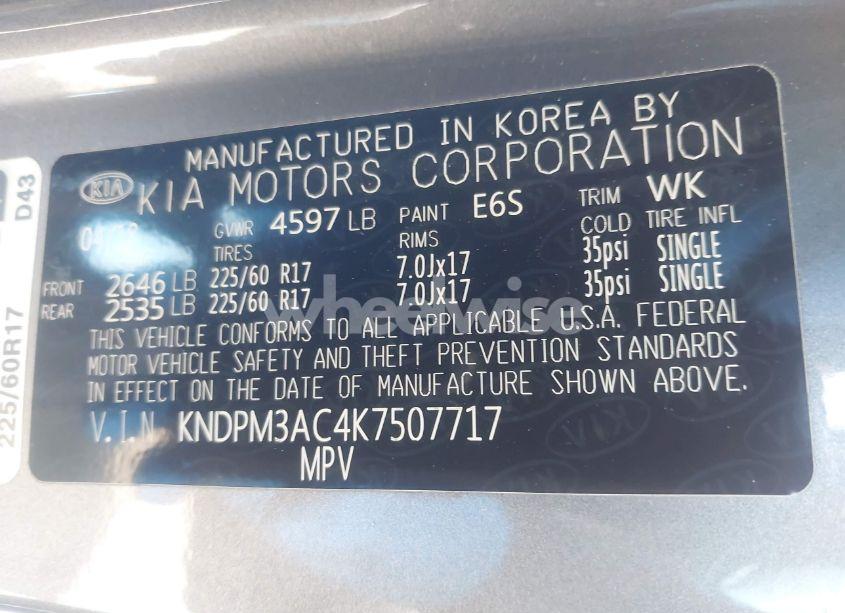 MANUFACTURED IN KOREA BY
KIA KIA MOTORS CORPORATION
GVWR 4597 LB PAINT E6S TRIM WK
TIRES RIMS COLD TIRE INFL
FRONT 2646 LB 225/60 R17 7.0Jx17 35psi SINGLE
REAR 2535 LB 225/60 R17 7.0Jx17 35psi SINGLE
THIS VEHICLE CONFORMS TO ALL APPLICABLE U.S.A. FEDERAL
MOTOR VEHICLE SAFETY AND THEFT PREVENTION STANDARDS
IN EFFECT ON THE DATE OF MANUFACTURE SHOWN ABOVE.
V.I.N KNDPM3AC4K7507717
MPV
225/60R17
D43
wheelwise